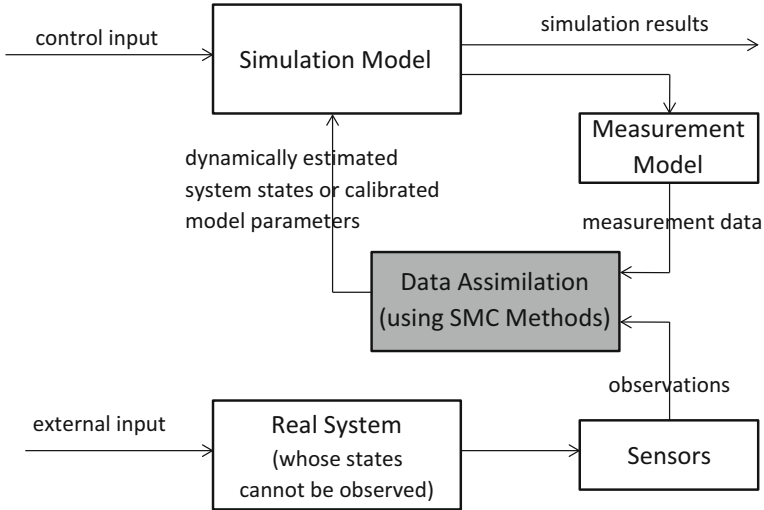 control input
Simulation Model
simulation results
Measurement
Model
dynamically estimated
system states or calibrated
model parameters
measurement data
Data Assimilation
(using SMC Methods)
observations
external input
Real System
(whose states
cannot be observed)
Sensors